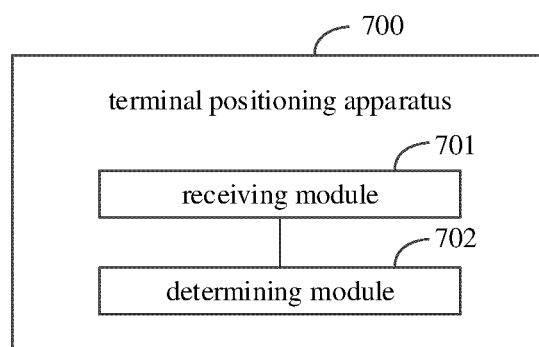 700
terminal positioning apparatus
701
receiving module
702
determining module